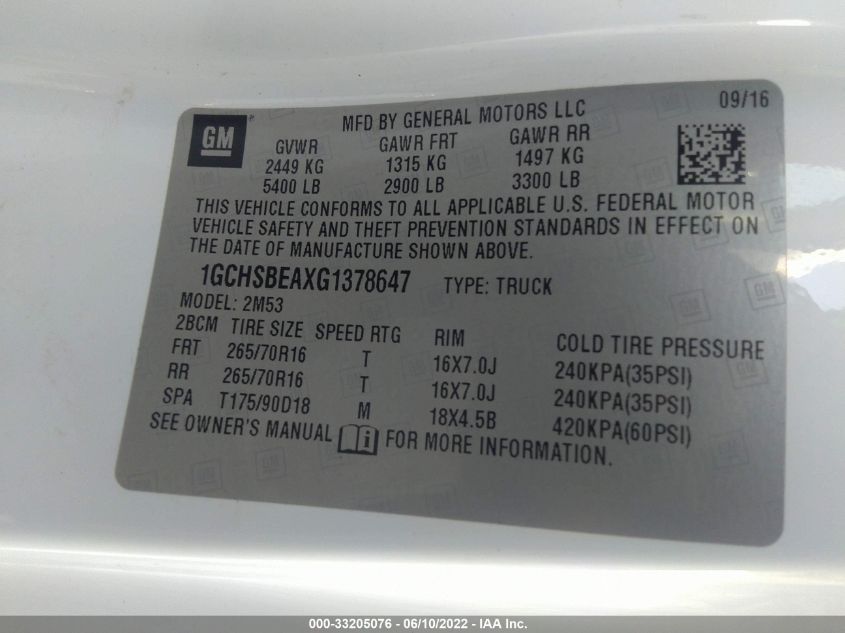 GM
®
MFD BY GENERAL MOTORS LLC
09/16
GVWR GAWR FRT GAWR RR
2449 KG 1315 KG 1497 KG
5400 LB 2900 LB 3300 LB
THIS VEHICLE CONFORMS TO ALL APPLICABLE U.S. FEDERAL MOTOR
VEHICLE SAFETY AND THEFT PREVENTION STANDARDS IN EFFECT ON
THE DATE OF MANUFACTURE SHOWN ABOVE.
1GCHSBEAXG1378647 TYPE: TRUCK
MODEL: 2M53
2BCM TIRE SIZE SPEED RTG RIM COLD TIRE PRESSURE
FRT 265/70R16 T 16X7.0J 240KPA(35PSI)
RR 265/70R16 T 16X7.0J 240KPA(35PSI)
SPA T175/90D18 M 18X4.5B 420KPA(60PSI)
SEE OWNER'S MANUAL FOR MORE INFORMATION.
000-33205076 - 06/10/2022 - IAA Inc.